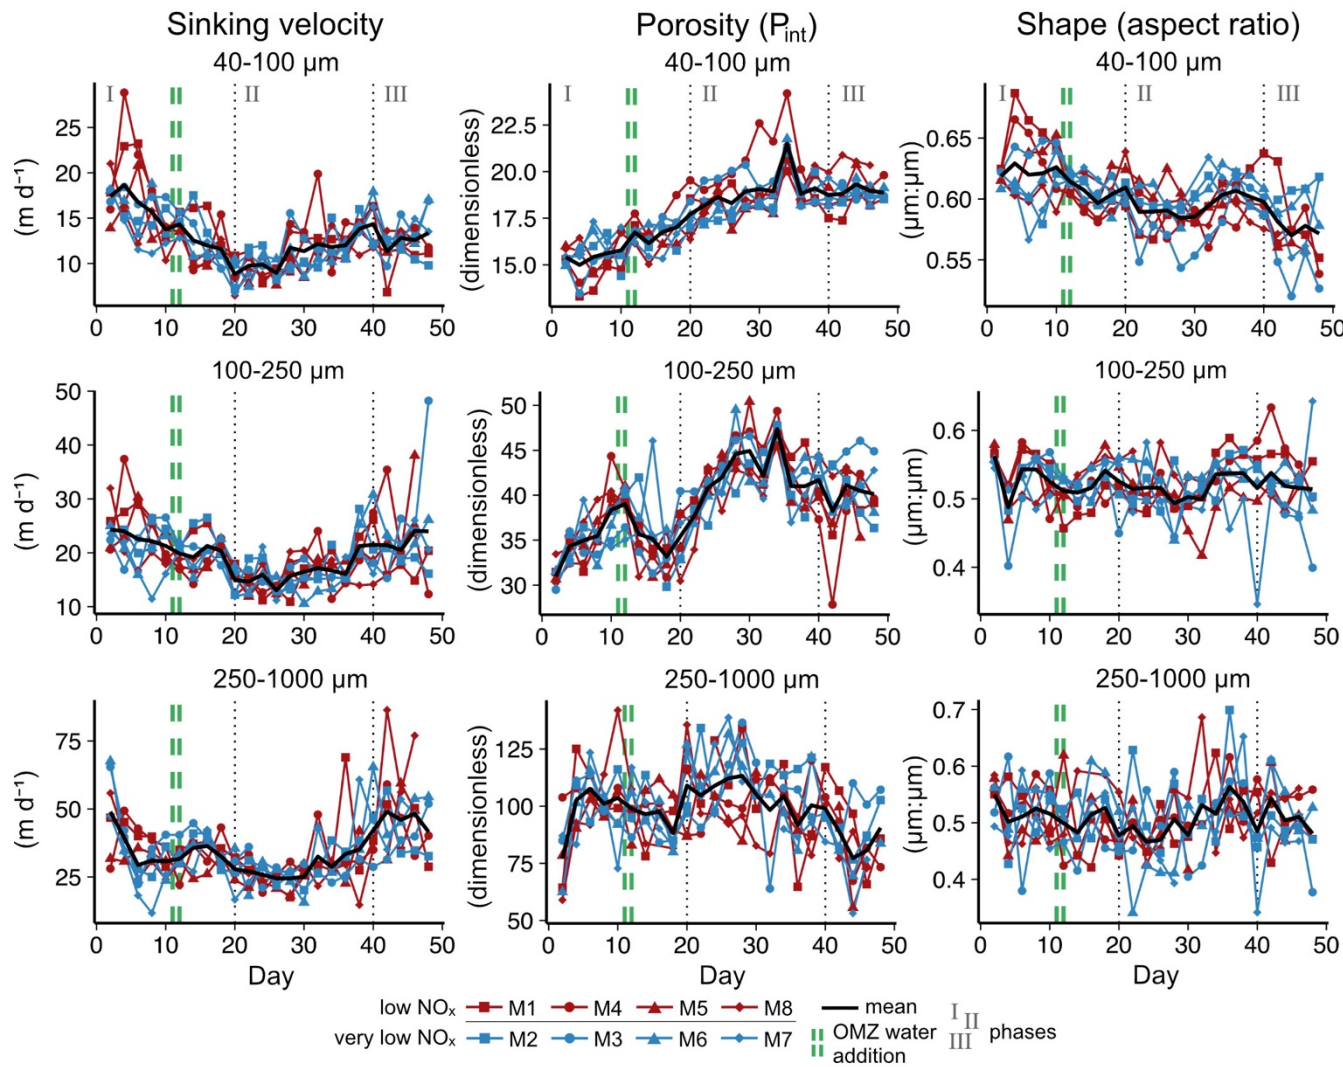 Sinking velocity Porosity (Pint) Shape (aspect ratio)
40-100 µm 40-100 µm 40-100 µm
I II III I II III I II III
(m d⁻¹) (dimensionless) (µm:µm)
25 20 15 10
22.5 20.0 17.5 15.0
0.65 0.60 0.55
0 10 20 30 40 50 0 10 20 30 40 50 0 10 20 30 40 50
100-250 µm 100-250 µm 100-250 µm
(m d⁻¹) (dimensionless) (µm:µm)
50 40 30 20 10
50 45 40 35 30
0.6 0.5 0.4
0 10 20 30 40 50 0 10 20 30 40 50 0 10 20 30 40 50
250-1000 µm 250-1000 µm 250-1000 µm
(m d⁻¹) (dimensionless) (µm:µm)
75 50 25
125 100 75 50
0.7 0.6 0.5 0.4
0 10 20 30 40 50 0 10 20 30 40 50 0 10 20 30 40 50
Day Day Day
low NOₓ M1 M4 M5 M8 mean I II III phases
very low NOₓ M2 M3 M6 M7 OMZ water
addition